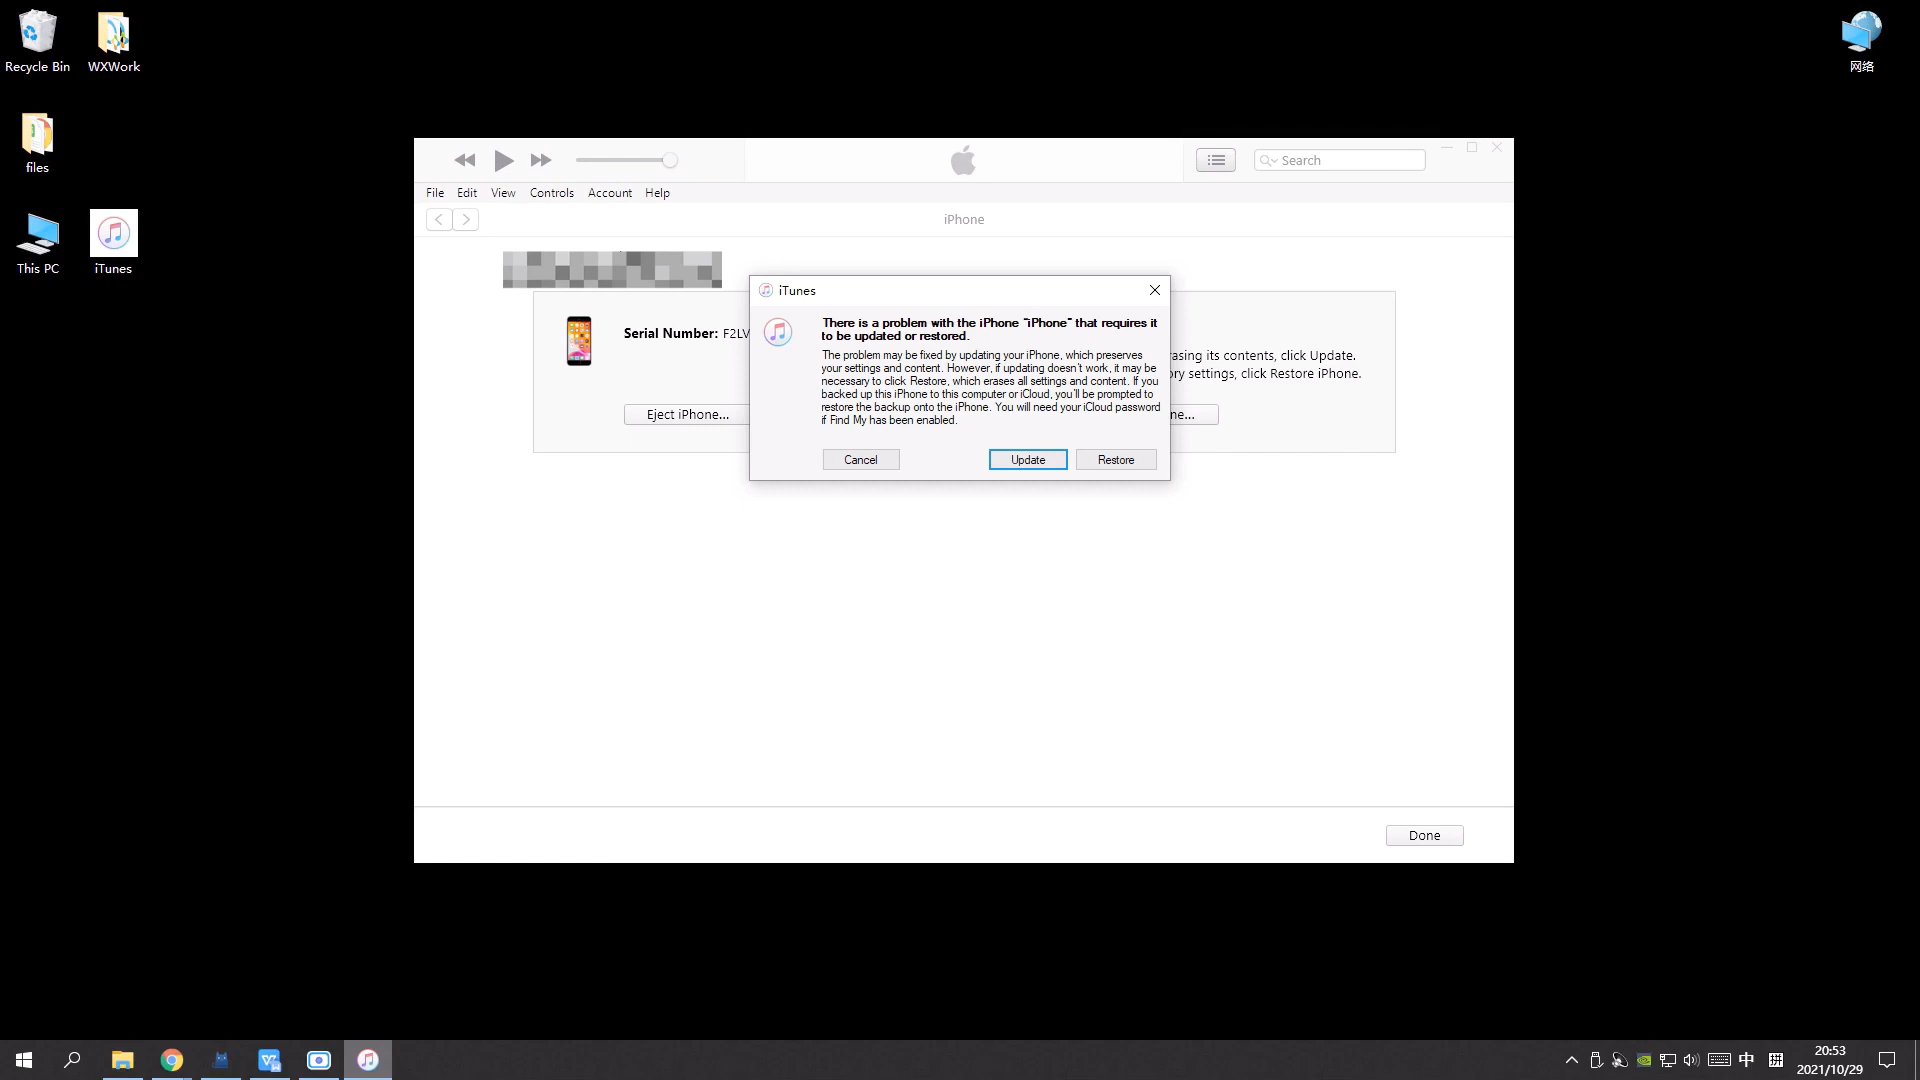 Recycle Bin
WXWork
网络
files
This PC
iTunes
Search
File Edit View Controls Account Help
iPhone
Serial Number: F2LV
Eject iPhone...
asing its contents, click Update.
ory settings, click Restore iPhone.
ne...
iTunes
There is a problem with the iPhone “iPhone” that requires it
to be updated or restored.
The problem may be fixed by updating your iPhone, which preserves
your settings and content. However, if updating doesn’t work, it may be
necessary to click Restore, which erases all settings and content. If you
backed up this iPhone to this computer or iCloud, you’ll be prompted to
restore the backup onto the iPhone. You will need your iCloud password
if Find My has been enabled.
Cancel
Update
Restore
Done
中
拼
20:53
2021/10/29